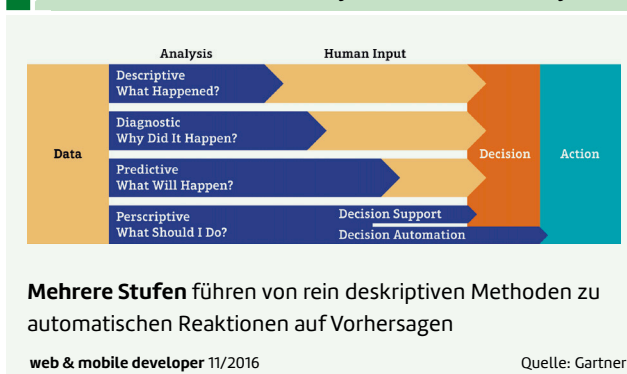 Analysis Human Input
Descriptive
What Happened?
Diagnostic
Why Did It Happen?
Data
Decision
Action
Predictive
What Will Happen?
Perscriptive
What Should I Do?
Decision Support
Decision Automation
Mehrere Stufen führen von rein deskriptiven Methoden zu
automatischen Reaktionen auf Vorhersagen
web & mobile developer 11/2016 Quelle: Gartner